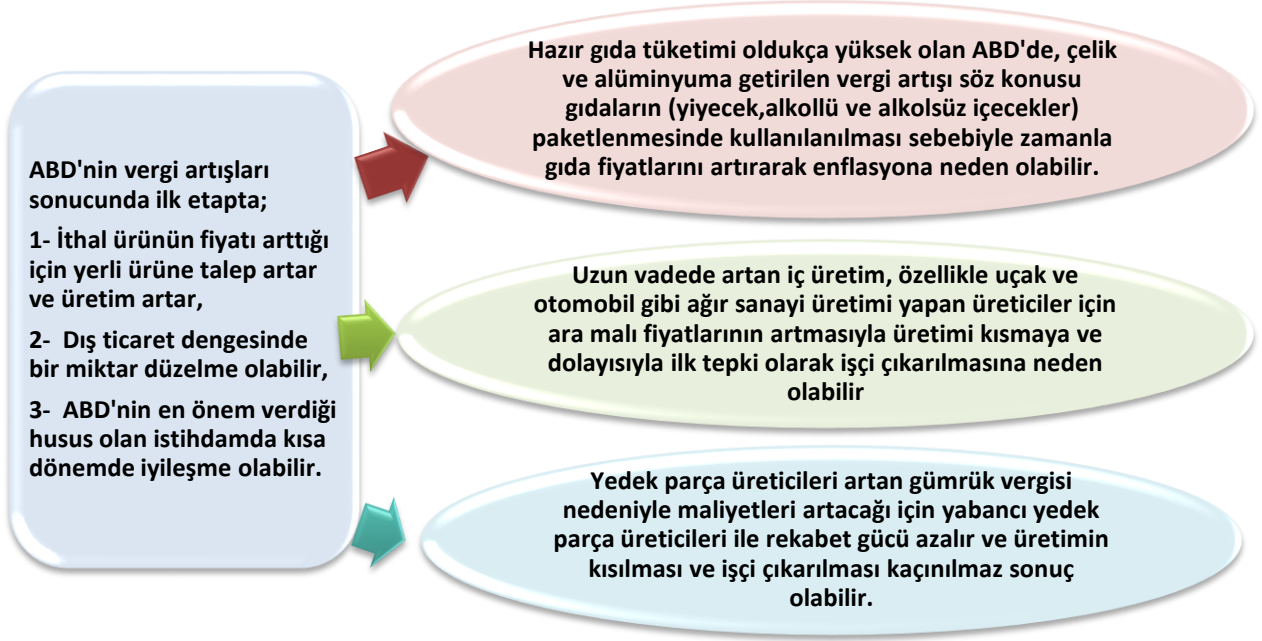 ABD'nin vergi artışları
sonucunda ilk etapta;
1- İthal ürünün fiyatı arttığı
için yerli ürüne talep artar
ve üretim artar,
2- Dış ticaret dengesinde
bir miktar düzelme olabilir,
3- ABD'nin en önem verdiği
husus olan istihdamda kısa
dönemde iyileşme olabilir.
Hazır gıda tüketimi oldukça yüksek olan ABD'de, çelik
ve alüminyuma getirilen vergi artışı söz konusu
gıdaların (yiyecek,alkollü ve alkolsüz içecekler)
paketlenmesinde kullanılanılması sebebiyle zamanla
gıda fiyatlarını artırarak enflasyona neden olabilir.
Uzun vadede artan iç üretim, özellikle uçak ve
otomobil gibi ağır sanayi üretimi yapan üreticiler için
ara malı fiyatlarının artmasıyla üretimi kısmaya ve
dolayısıyla ilk tepki olarak işçi çıkarılmasına neden
olabilir
Yedek parça üreticileri artan gümrük vergisi
nedeniyle maliyetleri artacağı için yabancı yedek
parça üreticileri ile rekabet gücü azalır ve üretimin
kısılması ve işçi çıkarılması kaçınılmaz sonuç
olabilir.